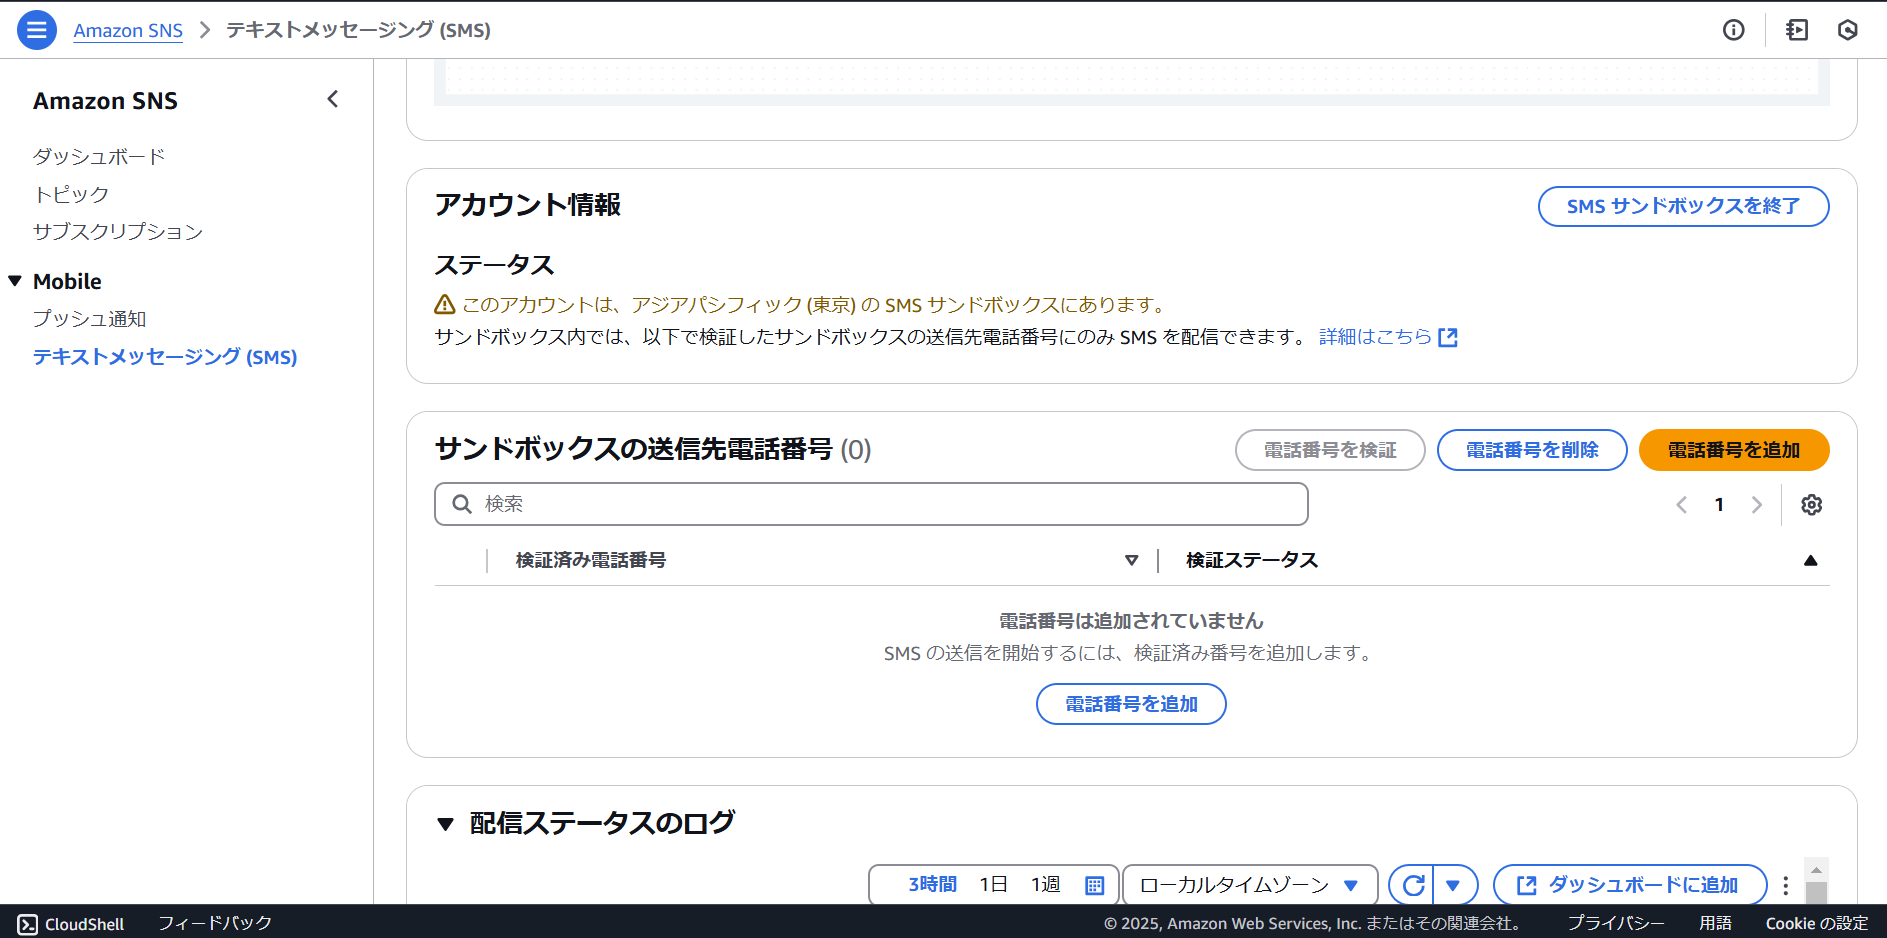 Amazon SNS > テキストメッセージング (SMS)
Amazon SNS
ダッシュボード
トピック
サブスクリプション
Mobile
プッシュ通知
テキストメッセージング (SMS)
アカウント情報
SMS サンドボックスを終了
ステータス
このアカウントは、アジアパシフィック (東京) の SMS サンドボックスにあります。
サンドボックス内では、以下で検証したサンドボックスの送信先電話番号にのみ SMS を配信できます。 詳細はこちら
サンドボックスの送信先電話番号 (0)
電話番号を検証
電話番号を削除
電話番号を追加
検索
1
検証済み電話番号
検証ステータス
電話番号は追加されていません
SMS の送信を開始するには、検証済み番号を追加します。
電話番号を追加
配信ステータスのログ
3時間 1日 1週
ローカルタイムゾーン
ダッシュボードに追加
CloudShell フィードバック
© 2025, Amazon Web Services, Inc. またはその関連会社。 プライバシー 用語 Cookie の設定